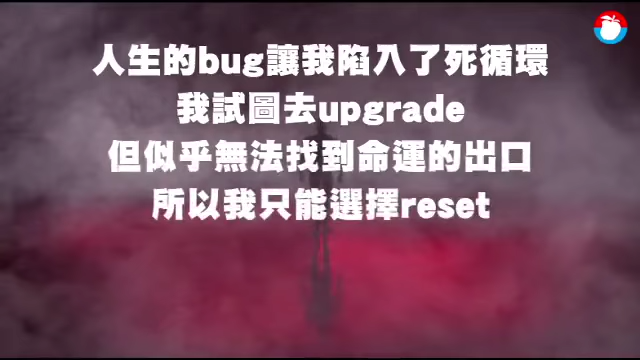 人生的bug讓我陷入了死循環
我試圖去upgrade
但似乎無法找到命運的出口
所以我只能選擇reset